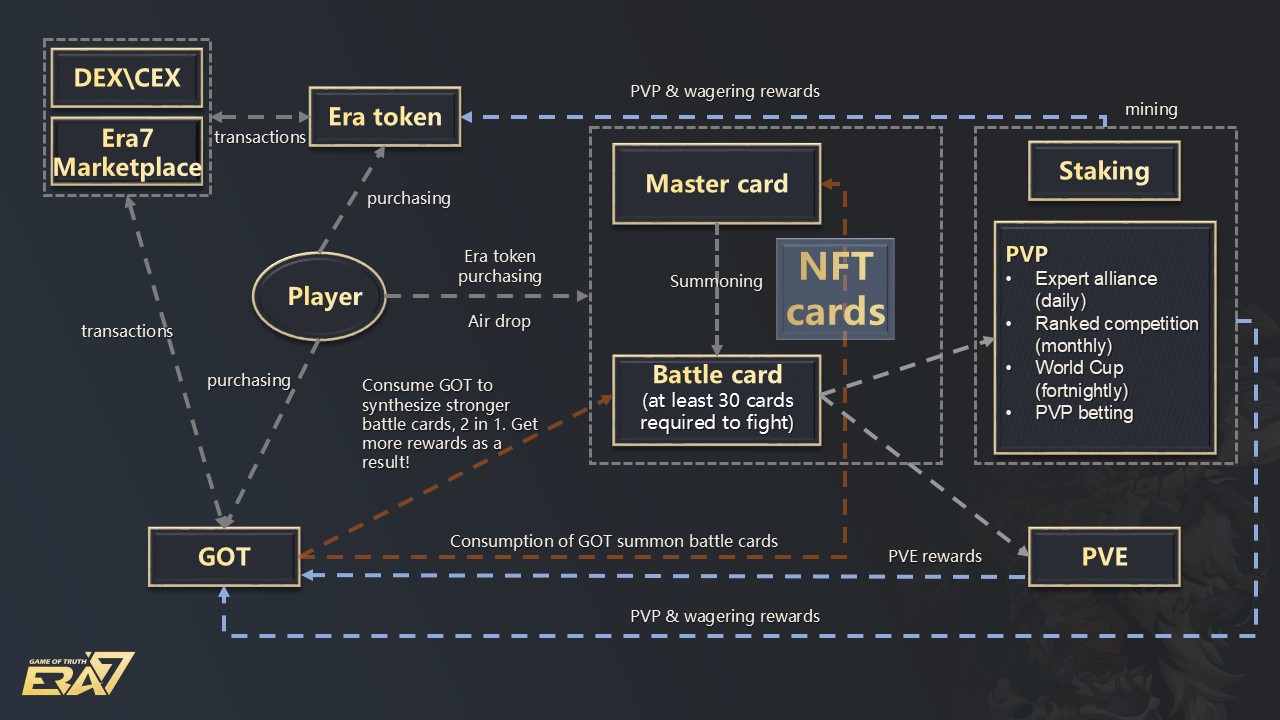 DEX\CEX
Era7
Marketplace
transactions
Era token
PVP & wagering rewards
mining
purchasing
Master card
Staking
Player
Era token
purchasing
Air drop
Summoning
NFT
cards
PVP
• Expert alliance
(daily)
• Ranked competition
(monthly)
• World Cup
(fortnightly)
• PVP betting
transactions
purchasing
Consume GOT to
synthesize stronger
battle cards, 2 in 1. Get
more rewards as a
result!
Battle card
(at least 30 cards
required to fight)
GOT
Consumption of GOT summon battle cards
PVE rewards
PVE
PVP & wagering rewards
GAME OF TRUTH
ERA7